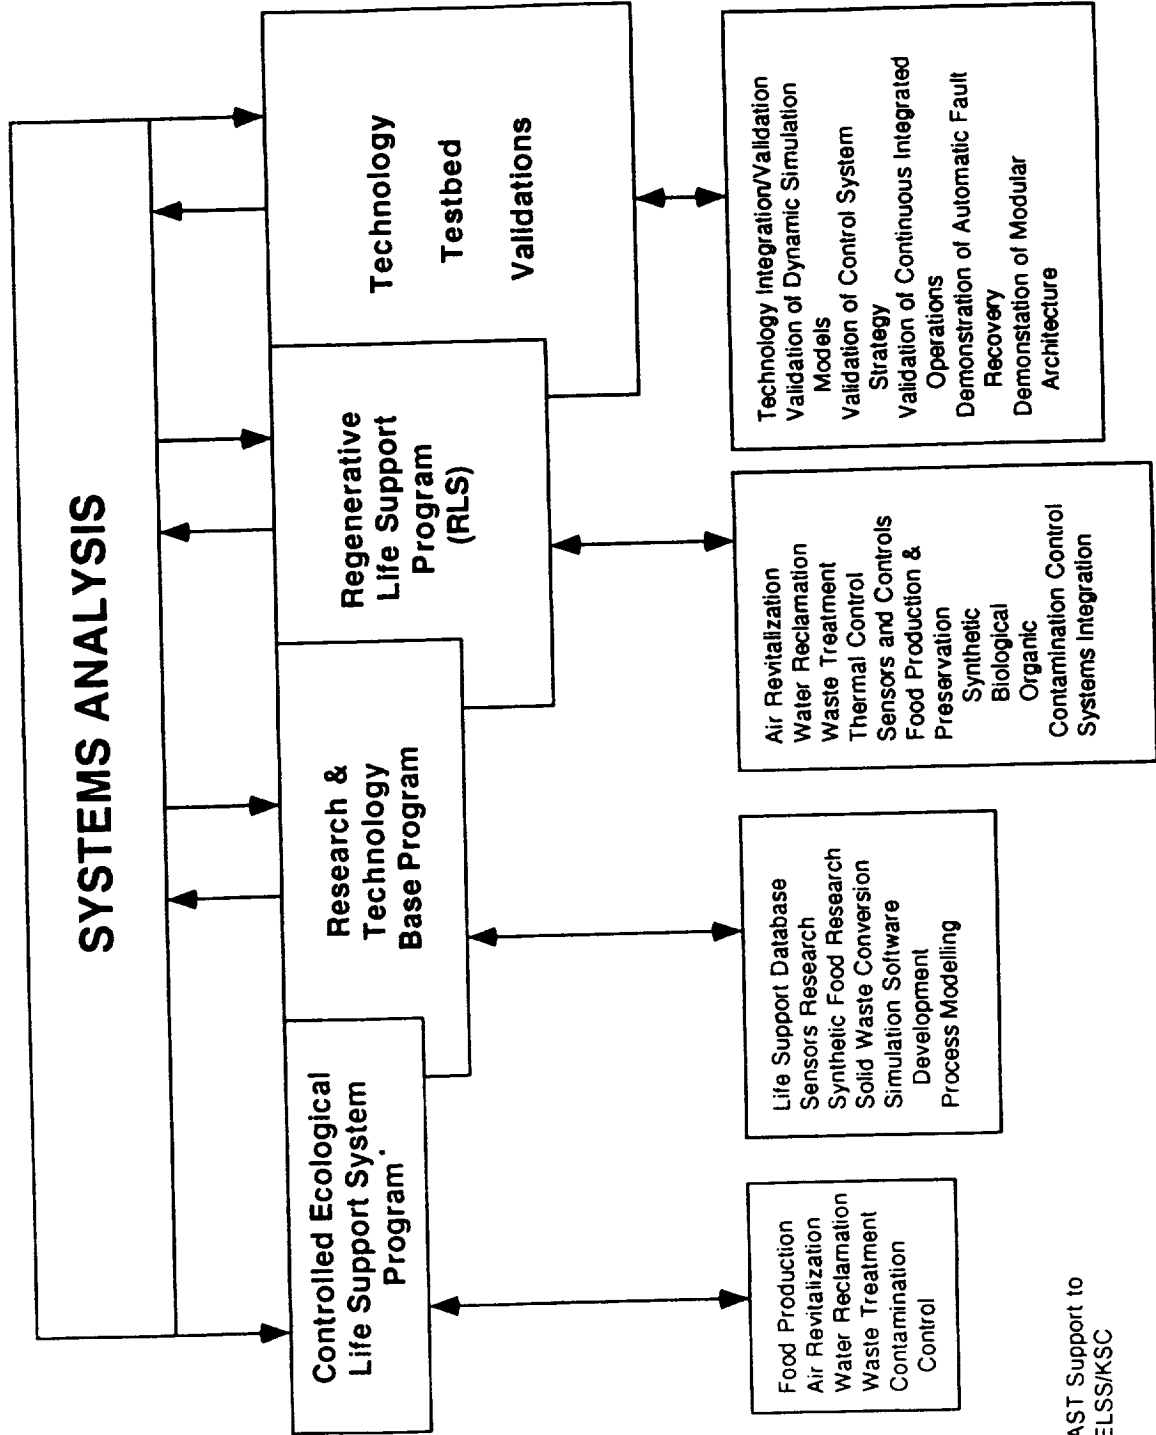 SYSTEMS ANALYSIS
Controlled Ecological
Life Support System
Program*
Research &
Technology
Base Program
Regenerative
Life Support
Program
(RLS)
Technology
Testbed
Validations
Food Production
Air Revitalization
Water Reclamation
Waste Treatment
Contamination
Control
Life Support Database
Sensors Research
Synthetic Food Research
Solid Waste Conversion
Simulation Software
Development
Process Modelling
Air Revitalization
Water Reclamation
Waste Treatment
Thermal Control
Sensors and Controls
Food Production &
Preservation
Synthetic
Biological
Organic
Contamination Control
Systems Integration
Technology Integration/Validation
Validation of Dynamic Simulation
Models
Validation of Control System
Strategy
Validation of Continuous Integrated
Operations
Demonstration of Automatic Fault
Recovery
Demonstation of Modular
Architecture
AST Support to
ELSS/KSC